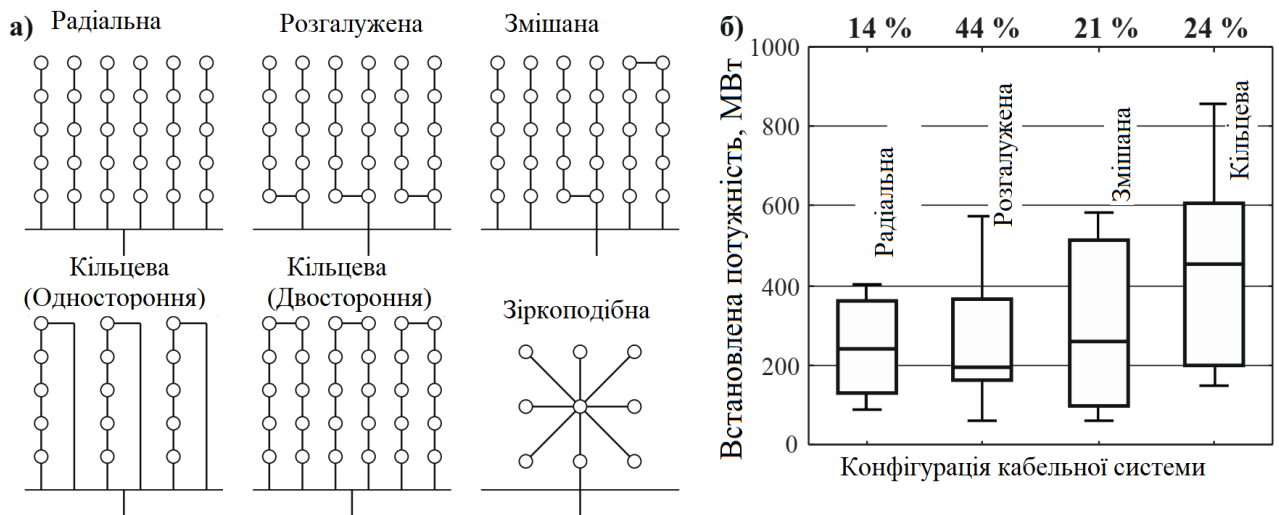 а)
Радіальна
Розгалужена
Змішана
Кільцева
(Одностороння)
Кільцева
(Двостороння)
Зіркоподібна
б)
14 % 44 % 21 % 24 %
Встановлена потужність, МВт
1000
800
600
400
200
0
Радіальна
Розгалужена
Змішана
Кільцева
Конфігурація кабельної системи